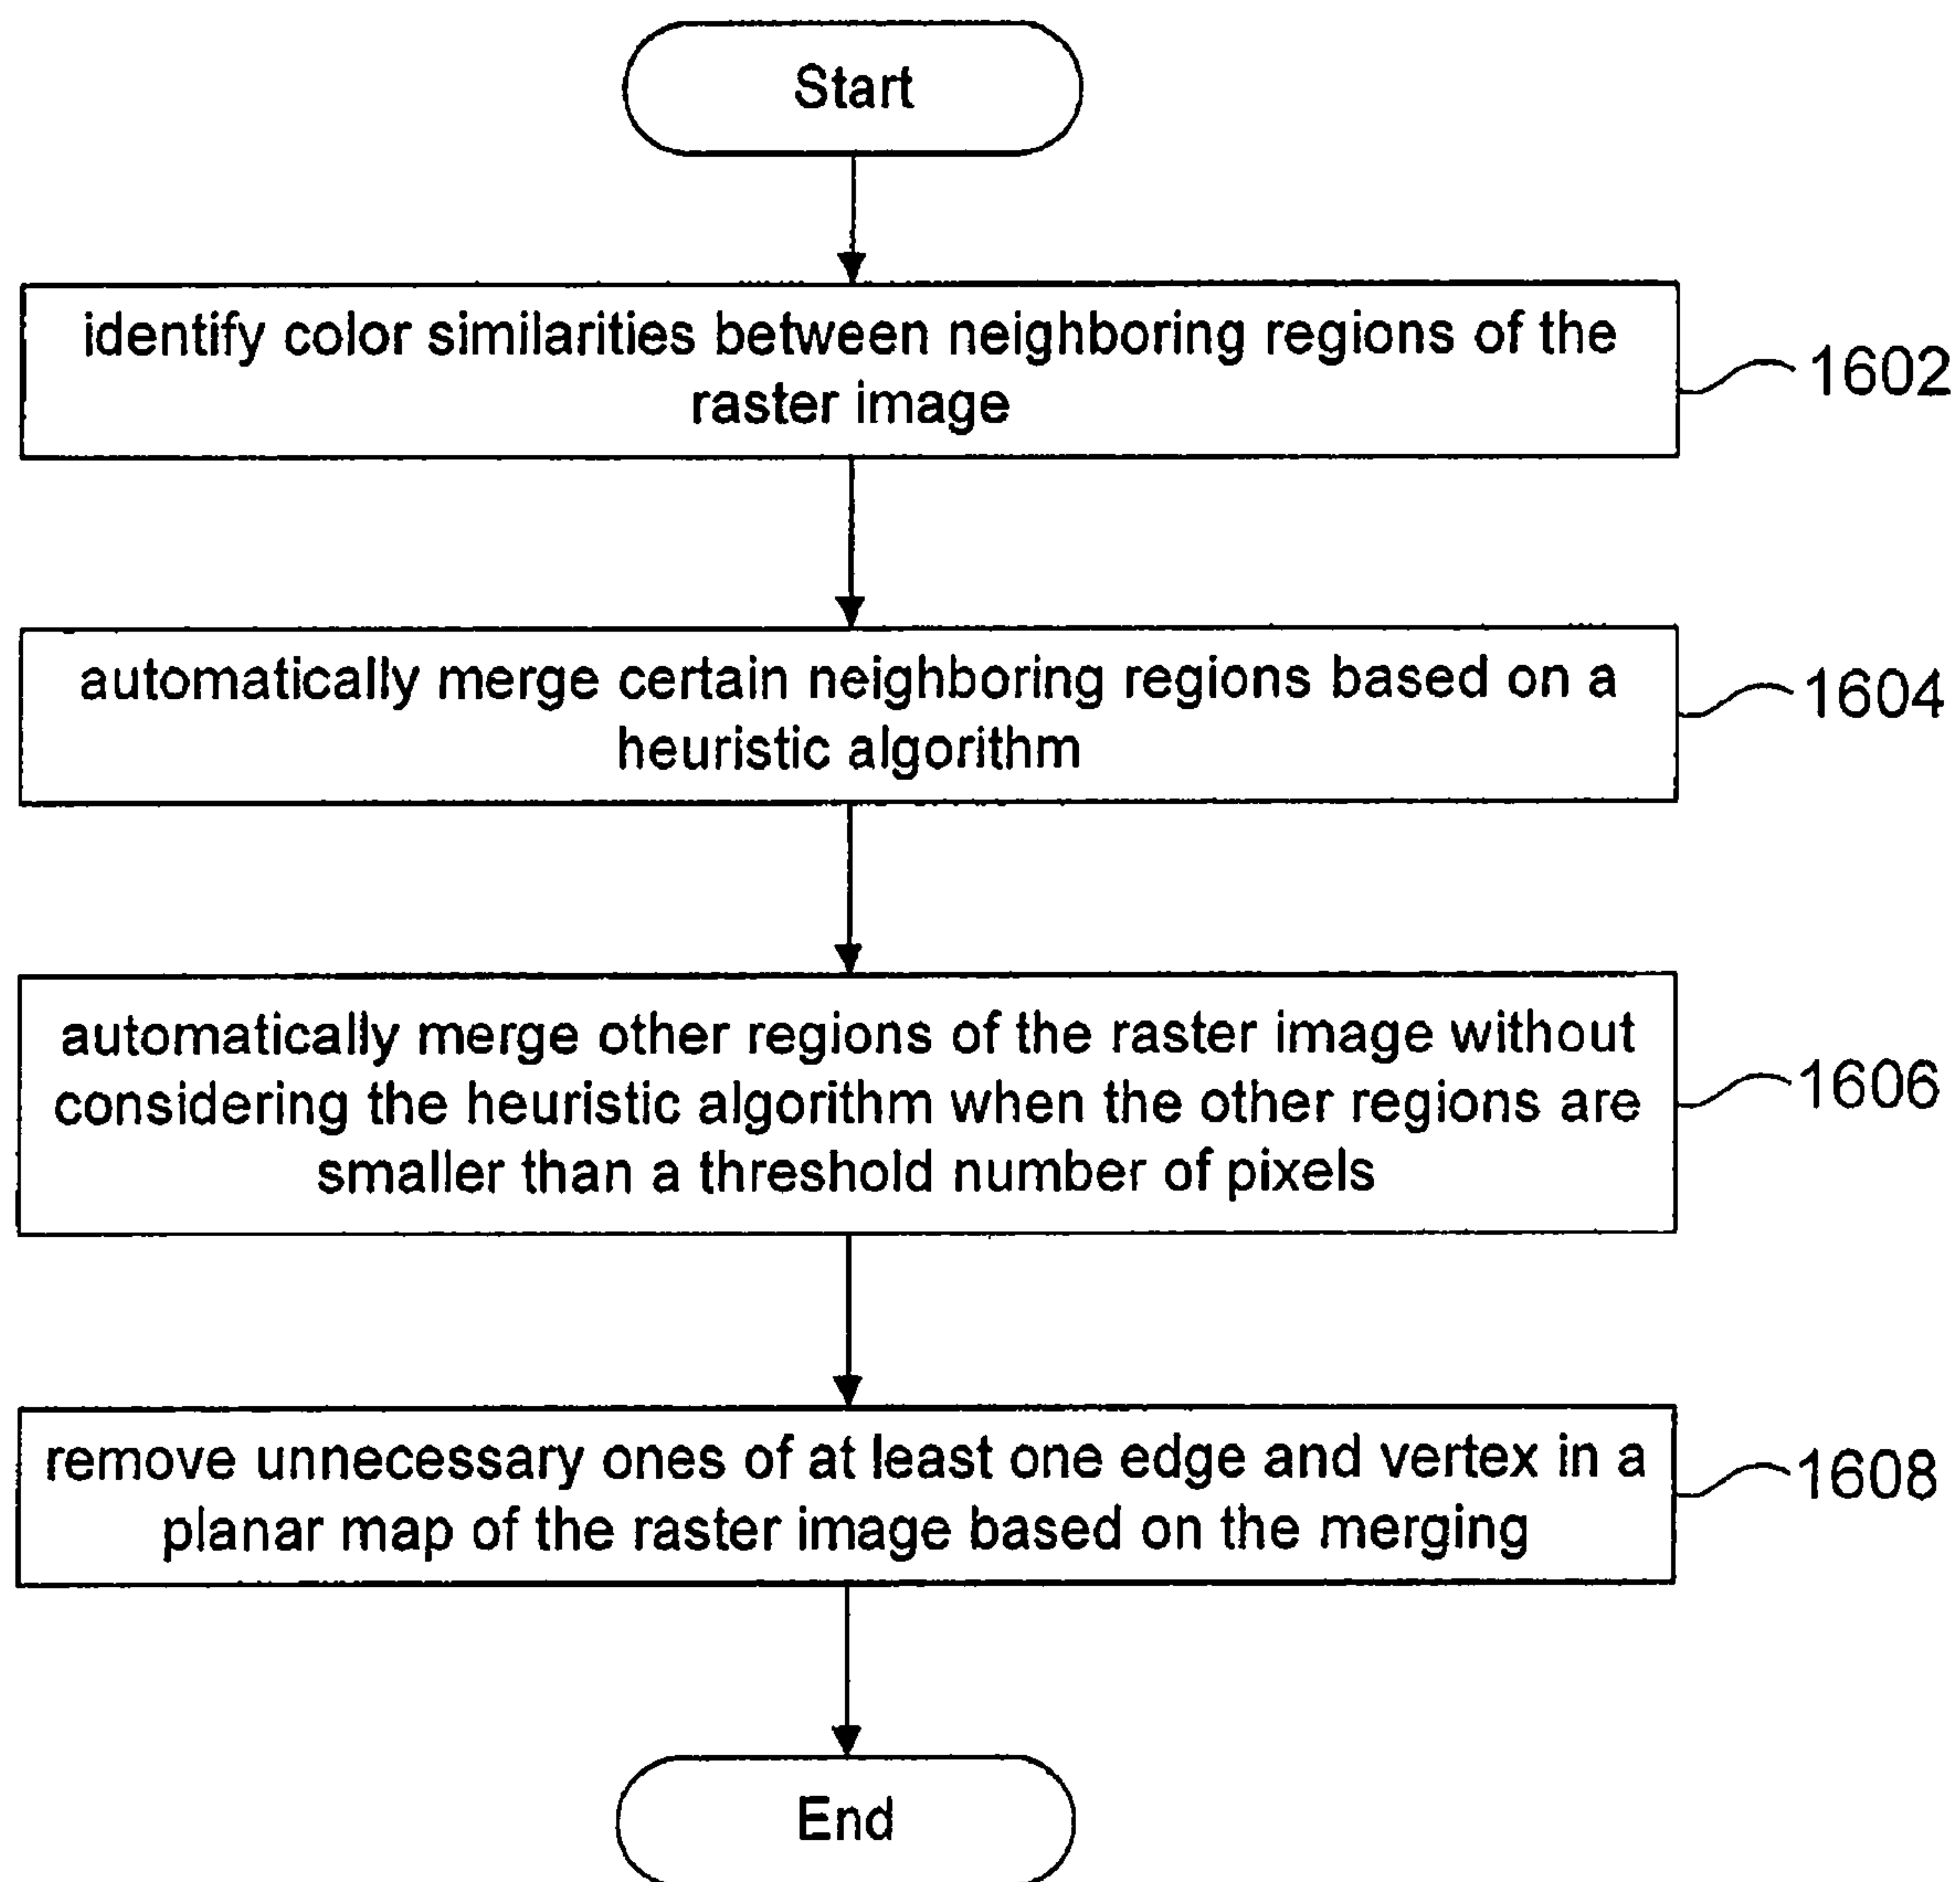 Start
identify color similarities between neighboring regions of the
raster image
1602
automatically merge certain neighboring regions based on a
heuristic algorithm
1604
automatically merge other regions of the raster image without
considering the heuristic algorithm when the other regions are
smaller than a threshold number of pixels
1606
remove unnecessary ones of at least one edge and vertex in a
planar map of the raster image based on the merging
1608
End